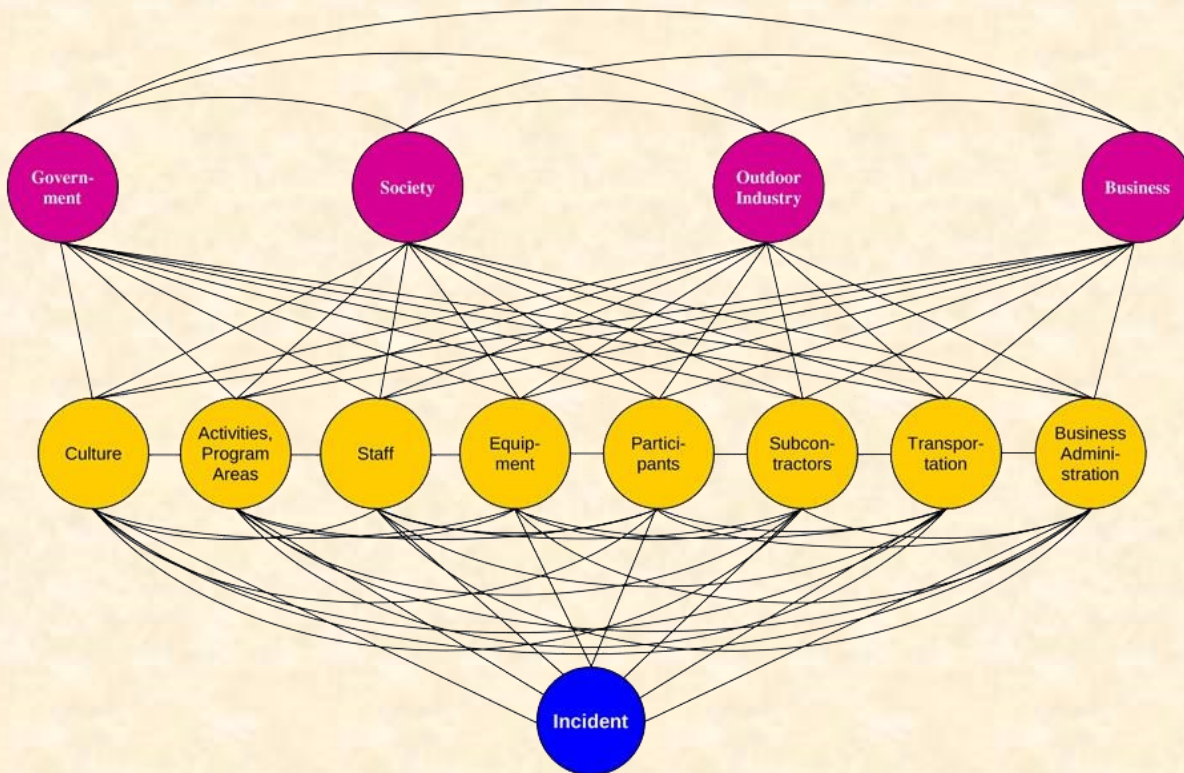 Govern-
ment
Society
Outdoor
Industry
Business
Culture
Activities,
Program
Areas
Staff
Equip-
ment
Partici-
pants
Subcon-
tractors
Transpor-
tation
Business
Admini-
stration
Incident